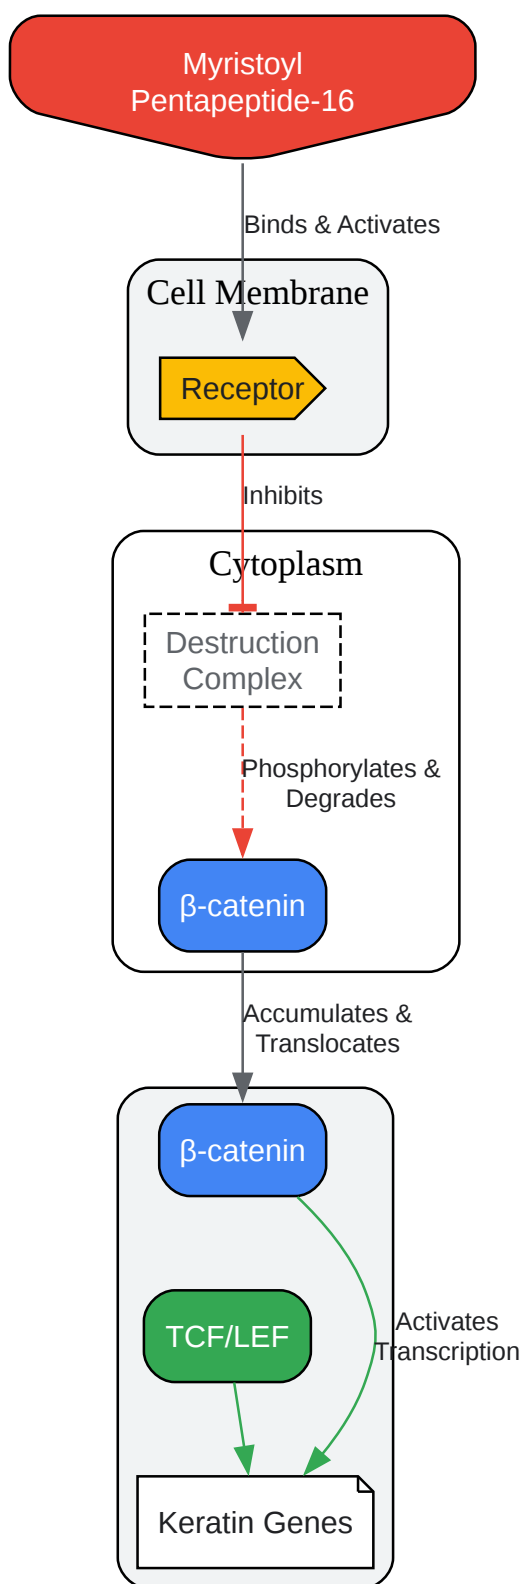 Myristoyl
Pentapeptide-16
Binds & Activates
Cell Membrane
Receptor
Inhibits
Cytoplasm
Destruction
Complex
Phosphorylates &
Degrades
β-catenin
Accumulates &
Translocates
β-catenin
TCF/LEF
Activates
Transcription
Keratin Genes